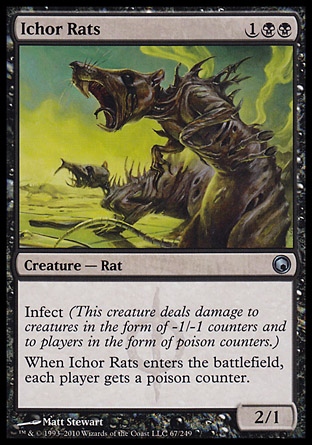 Ichor Rats 1
Creature — Rat
Infect (This creature deals damage to
creatures in the form of -1/-1 counters and
to players in the form of poison counters.)
When Ichor Rats enters the battlefield,
each player gets a poison counter.
Matt Stewart
™ & © 1993–2010 Wizards of the Coast LLC 67/249
2/1